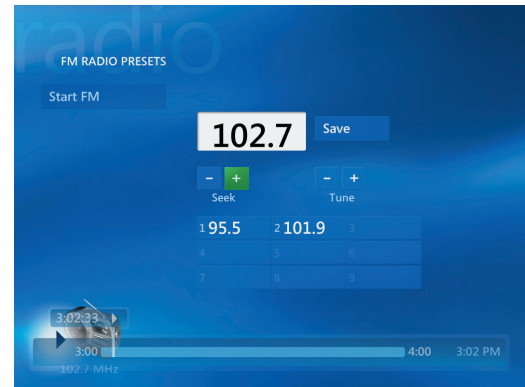 radio
FM RADIO PRESETS
Start FM
102.7 Save
- + - +
Seek Tune
1 95.5 2 101.9 3
4 5 6
7 8 9
3:02:33
3:00 4:00 3:02 PM
102.7 MHz